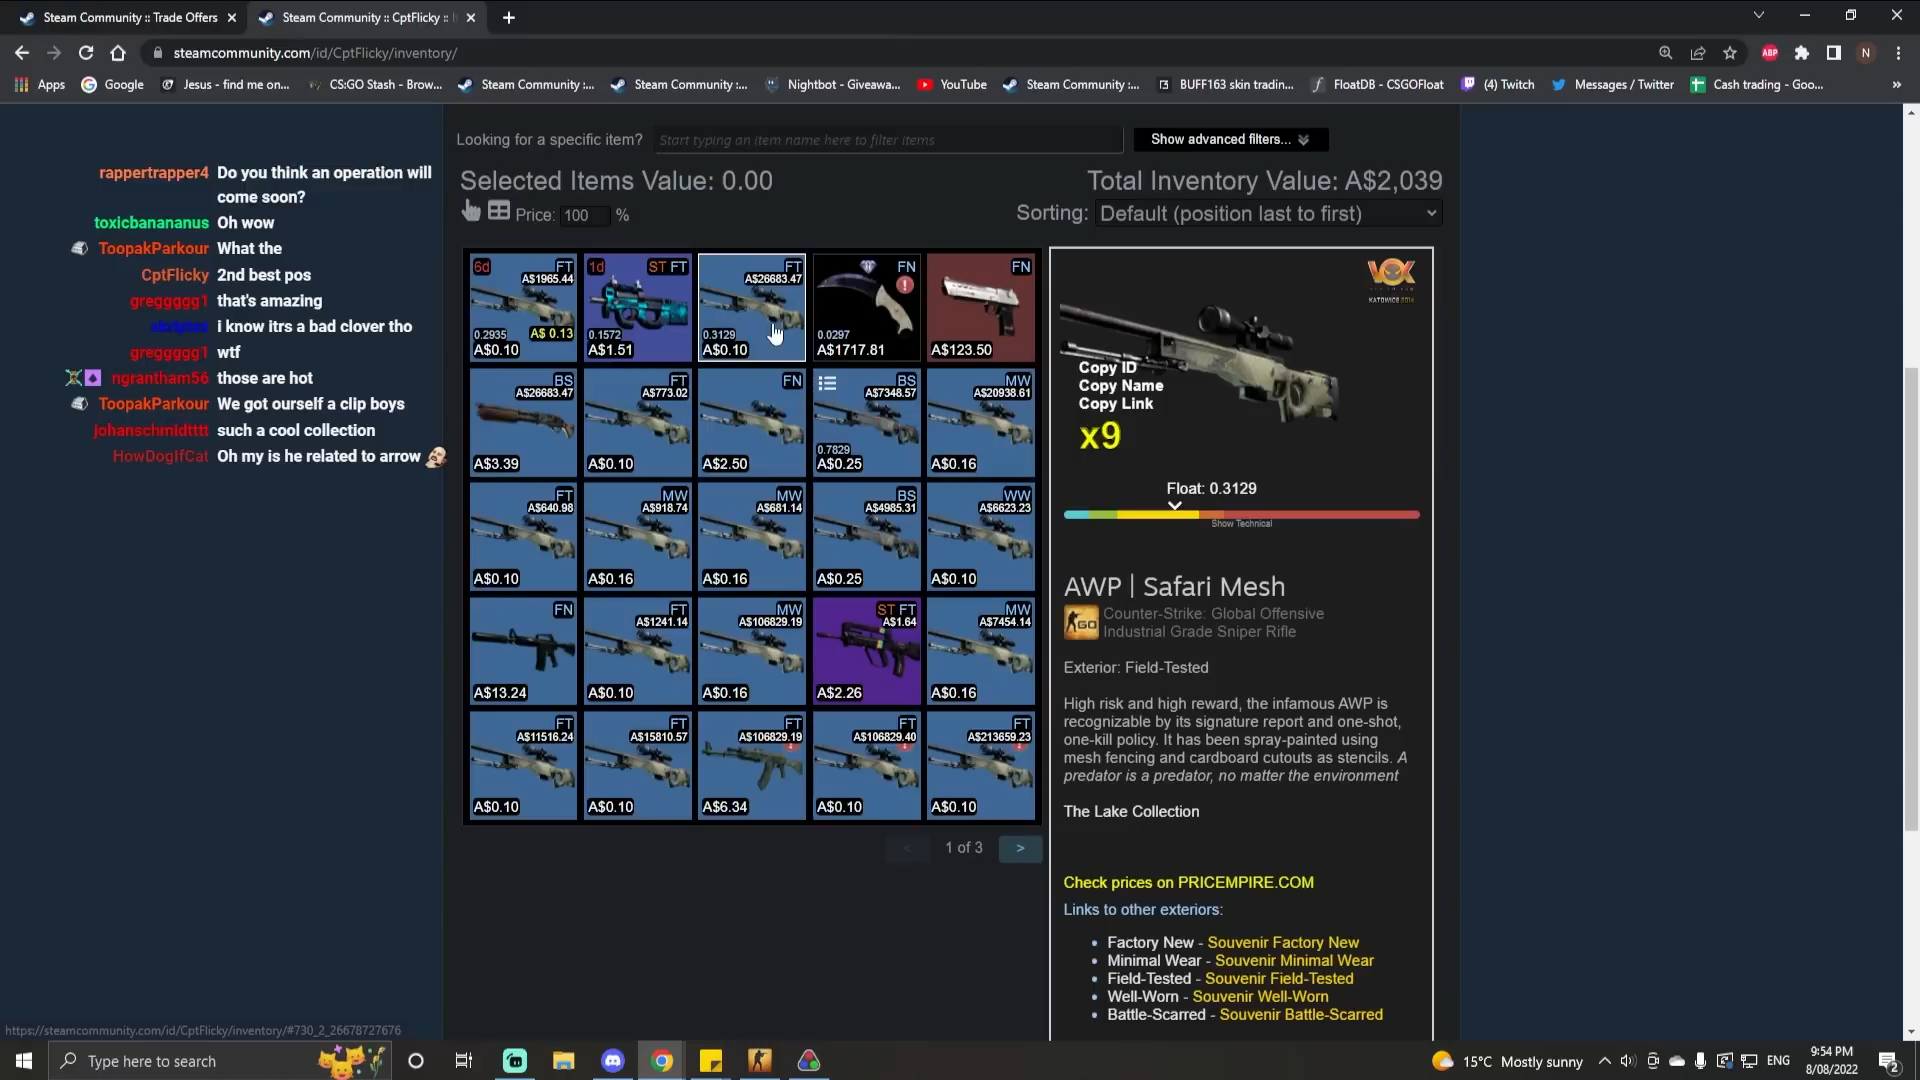 Steam Community :: Trade Offers
Steam Community :: CptFlicky :: I
steamcommunity.com/id/CptFlicky/inventory/
ABP
N
Apps
Google
Jesus - find me on...
CS:GO Stash - Brow...
Steam Community :...
Steam Community :...
Nightbot - Giveawa...
YouTube
Steam Community :...
BUFF163 skin tradin...
FloatDB - CSGOFloat
(4) Twitch
Messages / Twitter
Cash trading - Goo...
Looking for a specific item?
Start typing an item name here to filter items
Show advanced filters...
Selected Items Value: 0.00
Total Inventory Value: A$2,039
Price: 100 %
Sorting: Default (position last to first)
rappertrapper4 Do you think an operation will
come soon?
toxicbanananus Oh wow
ToopakParkour What the
CptFlicky 2nd best pos
greggggg1 that's amazing
i know itrs a bad clover tho
greggggg1 wtf
ngrantham56 those are hot
ToopakParkour We got ourself a clip boys
johanschmidtttt such a cool collection
HowDogIfCat Oh my is he related to arrow
6d FT
A$1965.44
0.2935 A$ 0.13
A$0.10
1d ST FT
0.1572
A$1.51
FT
A$26683.47
0.3129
A$0.10
FN
0.0297
A$1717.81
FN
A$123.50
BS
A$26683.47
A$3.39
FT
A$773.02
A$0.10
FN
A$2.50
BS
A$7348.57
0.7829
A$0.25
MW
A$20938.61
A$0.16
FT
A$640.98
A$0.10
MW
A$918.74
A$0.16
MW
A$681.14
A$0.16
BS
A$4985.31
A$0.25
WW
A$6623.23
A$0.10
FN
A$13.24
FT
A$1241.14
A$0.10
MW
A$106829.19
A$0.16
ST FT
A$1.64
A$2.26
MW
A$7454.14
A$0.16
FT
A$11516.24
A$0.10
FT
A$15810.57
A$0.10
FT
A$106829.19
A$6.34
FT
A$106829.40
A$0.10
FT
A$213659.23
A$0.10
< 1 of 3 >
VOX
KATOWICE 2014
Copy ID
Copy Name
Copy Link
x9
Float: 0.3129
Show Technical
AWP | Safari Mesh
GO
Counter-Strike: Global Offensive
Industrial Grade Sniper Rifle
Exterior: Field-Tested
High risk and high reward, the infamous AWP is
recognizable by its signature report and one-shot,
one-kill policy. It has been spray-painted using
mesh fencing and cardboard cutouts as stencils. A
predator is a predator, no matter the environment
The Lake Collection
Check prices on PRICEMPIRE.COM
Links to other exteriors:
Factory New - Souvenir Factory New
Minimal Wear - Souvenir Minimal Wear
Field-Tested - Souvenir Field-Tested
Well-Worn - Souvenir Well-Worn
Battle-Scarred - Souvenir Battle-Scarred
https://steamcommunity.com/id/CptFlicky/inventory/#730_2_26678727676
Type here to search
15°C Mostly sunny
ENG
9:54 PM
8/08/2022
2